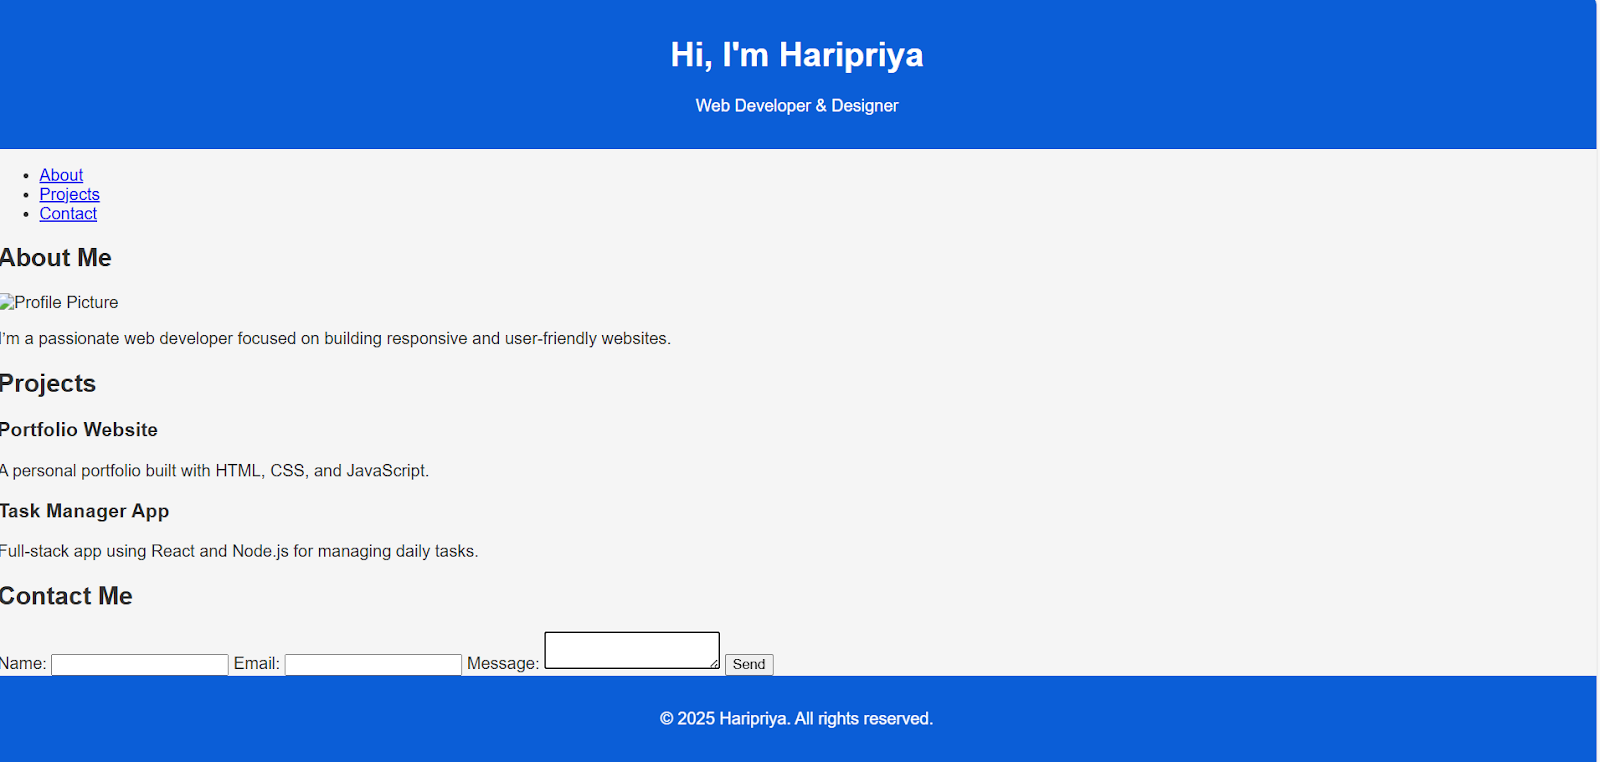 Hi, I'm Haripriya
Web Developer & Designer
About
Projects
Contact
About Me
Profile Picture
I'm a passionate web developer focused on building responsive and user-friendly websites.
Projects
Portfolio Website
A personal portfolio built with HTML, CSS, and JavaScript.
Task Manager App
Full-stack app using React and Node.js for managing daily tasks.
Contact Me
Name: Email: Message: Send
© 2025 Haripriya. All rights reserved.